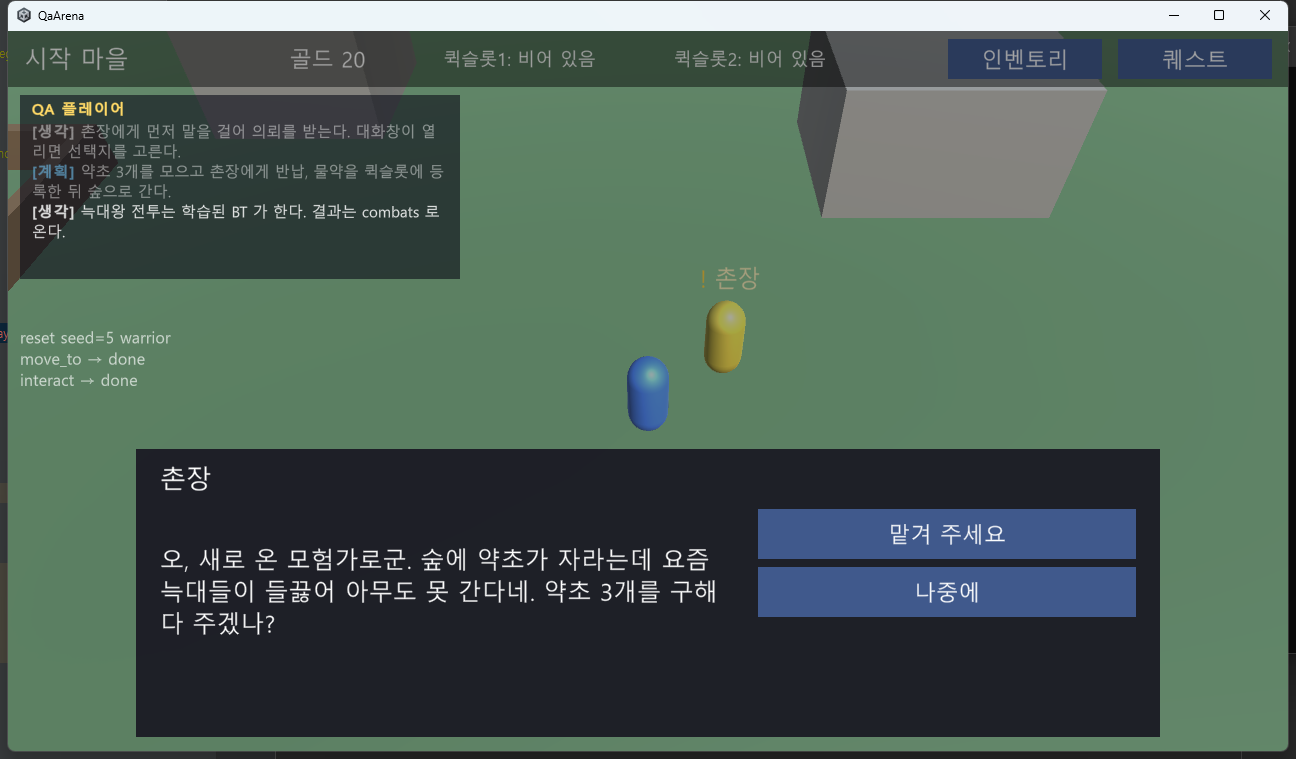 QaArena
시작 마을 골드 20 퀵슬롯1: 비어 있음 퀵슬롯2: 비어 있음 인벤토리 퀘스트
QA 플레이어
[생각] 촌장에게 먼저 말을 걸어 의뢰를 받는다. 대화창이 열
리면 선택지를 고른다.
[계획] 약초 3개를 모으고 촌장에게 반납, 물약을 퀵슬롯에 등
록한 뒤 숲으로 간다.
[생각] 늑대왕 전투는 학습된 BT 가 한다. 결과는 combats 로
온다.
! 촌장
reset seed=5 warrior
move_to → done
interact → done
촌장
오, 새로 온 모험가로군. 숲에 약초가 자라는데 요즘
늑대들이 들끓어 아무도 못 간다네. 약초 3개를 구해
다 주겠나?
맡겨 주세요
나중에